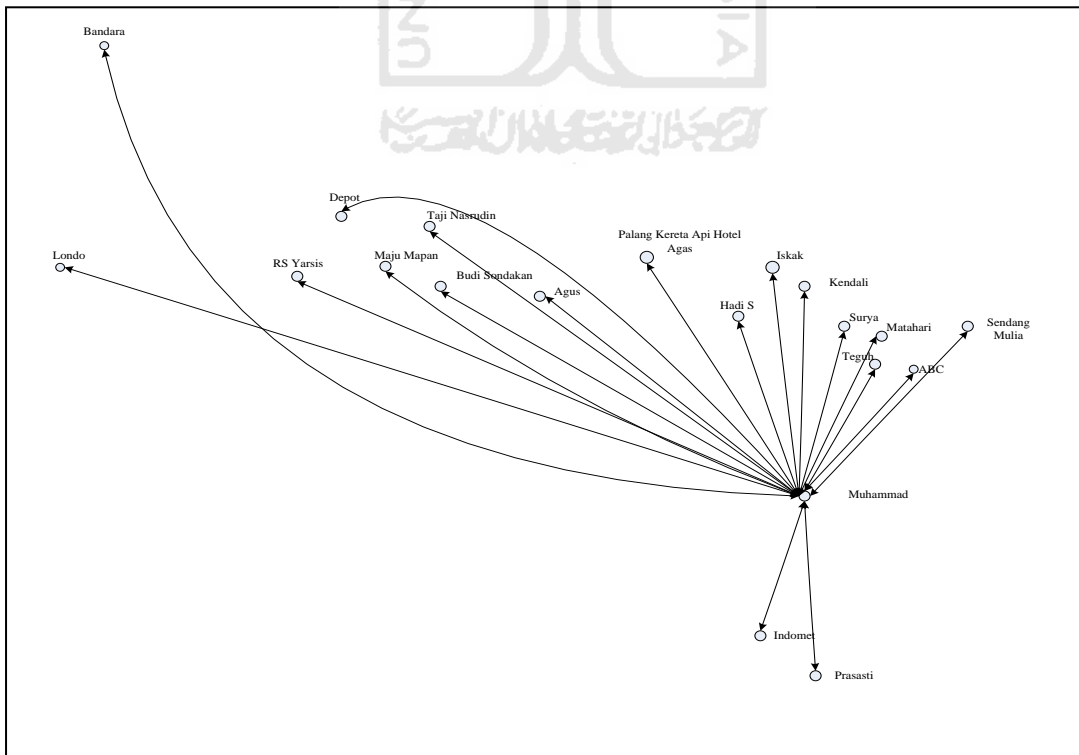 Bandara
Depot
Taji Nasrudin
Palang Kereta Api Hotel
Agas
Londo
RS Yarsis
Maju Mapan
Budi Sondakan
Agus
Iskak
Kendali
Hadi S
Surya
Matahari
Sendang
Mulia
Teguh
ABC
Muhammad
Indomet
Prasasti